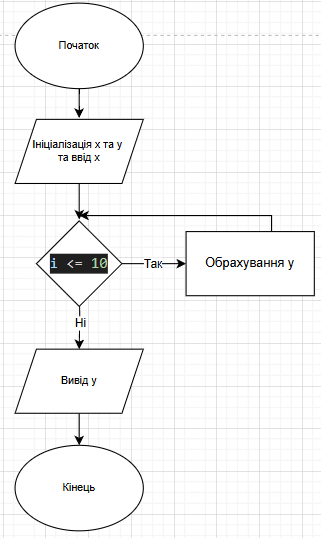 Початок
Ініціалізація x та y
та ввід x
i <= 10
Так
Обрахування y
Ні
Вивід y
Кінець